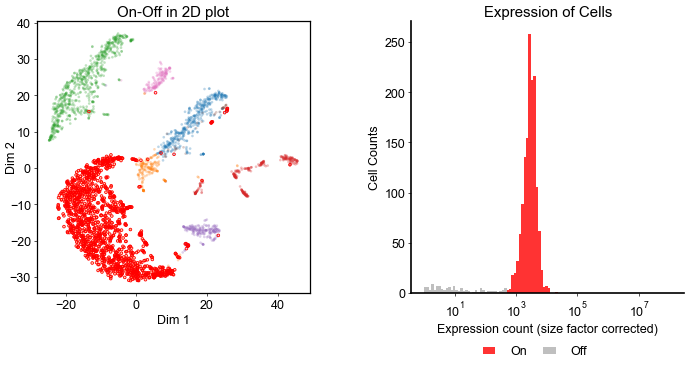 On-Off in 2D plot
40
30
20
10
0
−10
−20
−30
Dim 2
−20 0 20 40
Dim 1
Expression of Cells
250
200
150
100
50
0
Cell Counts
10^1 10^3 10^5 10^7
Expression count (size factor corrected)
On Off